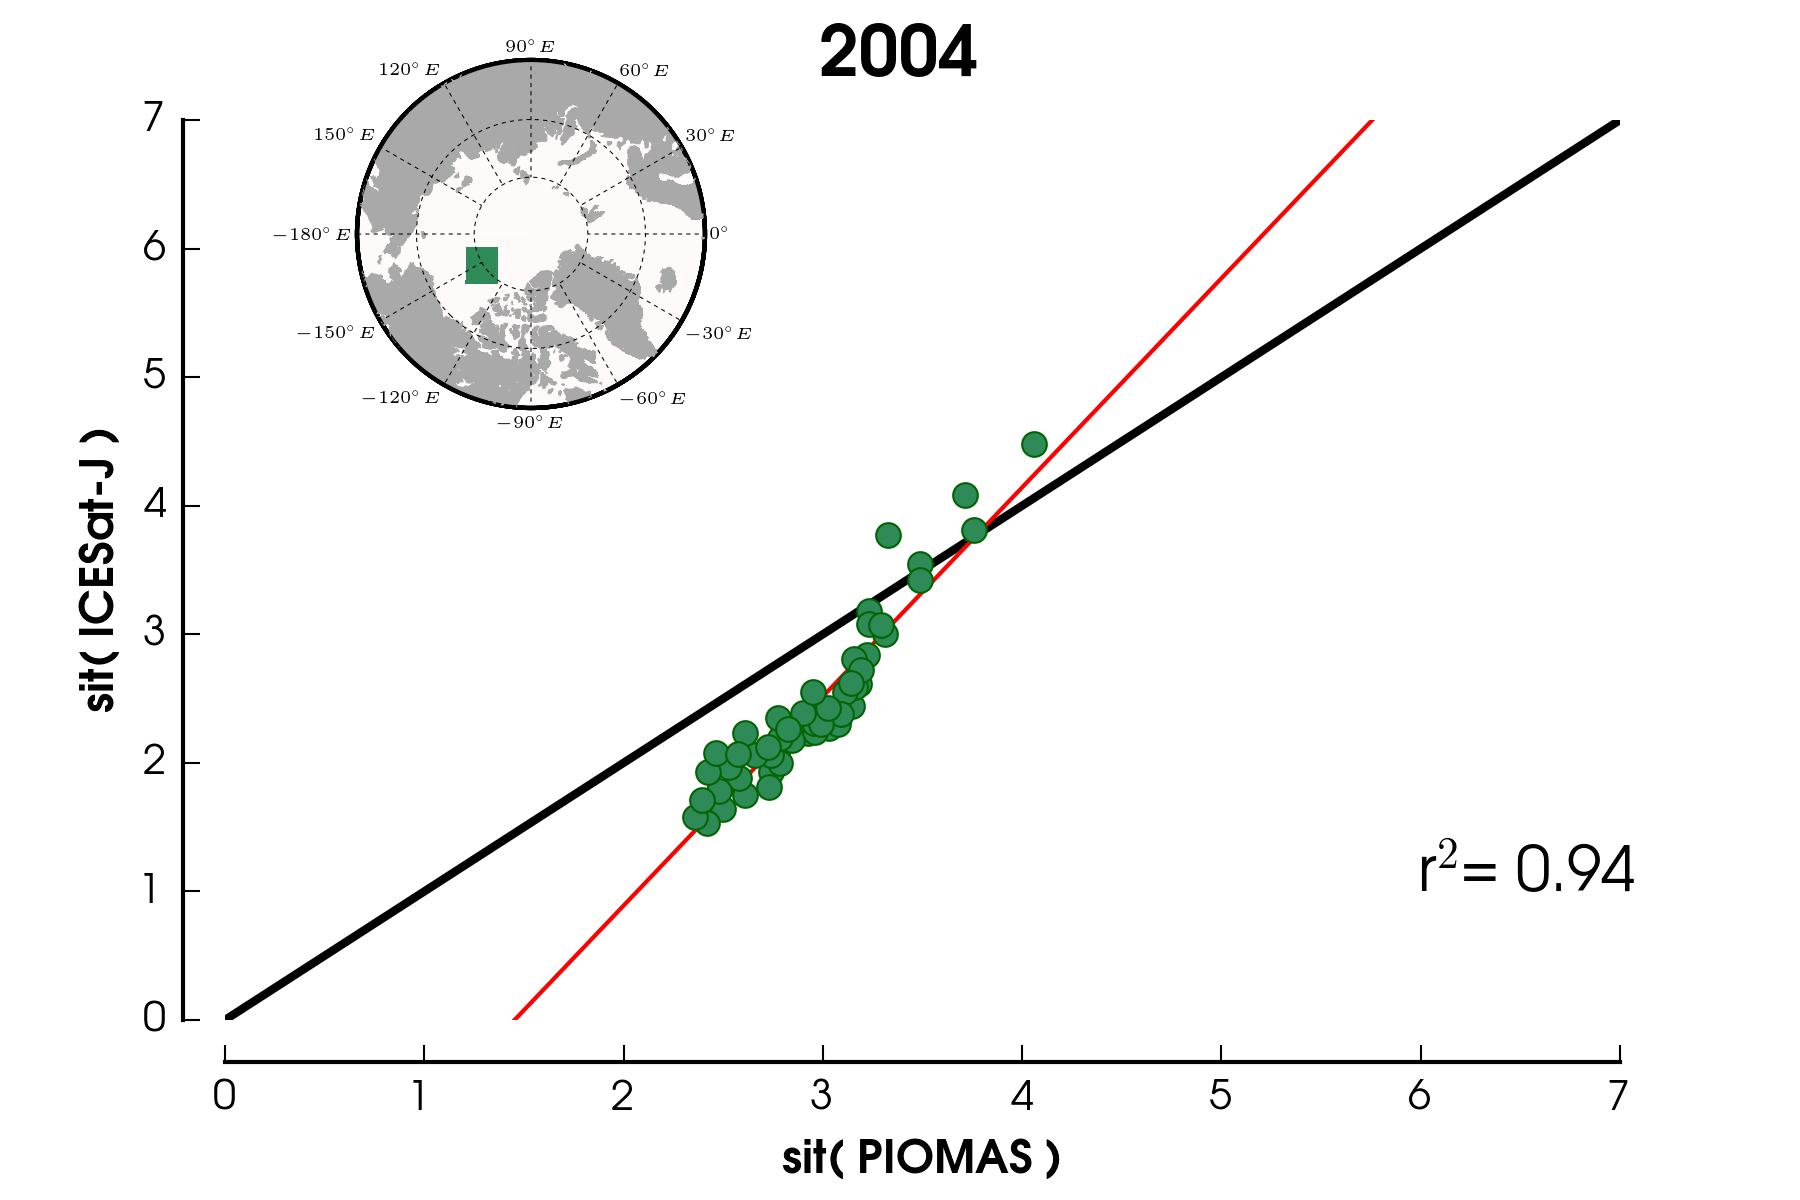 2004
90° E
120° E
60° E
150° E
30° E
−180° E
0°
−150° E
−30° E
−120° E
−60° E
−90° E
7
6
5
4
3
2
1
0
sit( ICESat-J )
r²= 0.94
0 1 2 3 4 5 6 7
sit( PIOMAS )